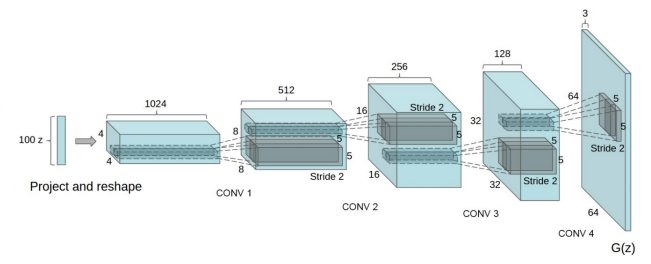 100 z
Project and reshape
1024
4
4
CONV 1
512
8
8
5
5
Stride 2
CONV 2
256
16
16
Stride 2
5
5
CONV 3
128
32
32
5
5
Stride 2
CONV 4
3
64
64
5
5
Stride 2
G(z)